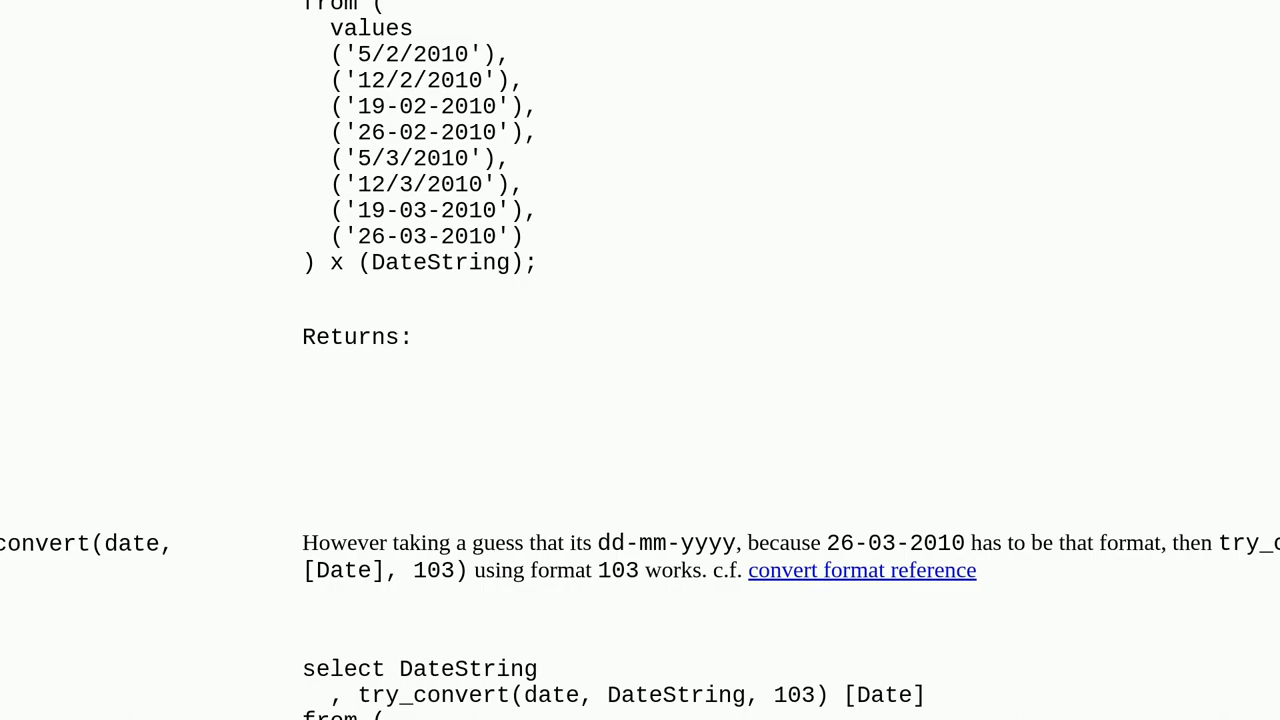 from (
values
('5/2/2010'),
('12/2/2010'),
('19-02-2010'),
('26-02-2010'),
('5/3/2010'),
('12/3/2010'),
('19-03-2010'),
('26-03-2010')
) x (DateString);
Returns:
However taking a guess that its dd-mm-yyyy, because 26-03-2010 has to be that format, then try_c
convert(date,
[Date], 103) using format 103 works. c.f. convert format reference
select DateString
, try_convert(date, DateString, 103) [Date]
from (